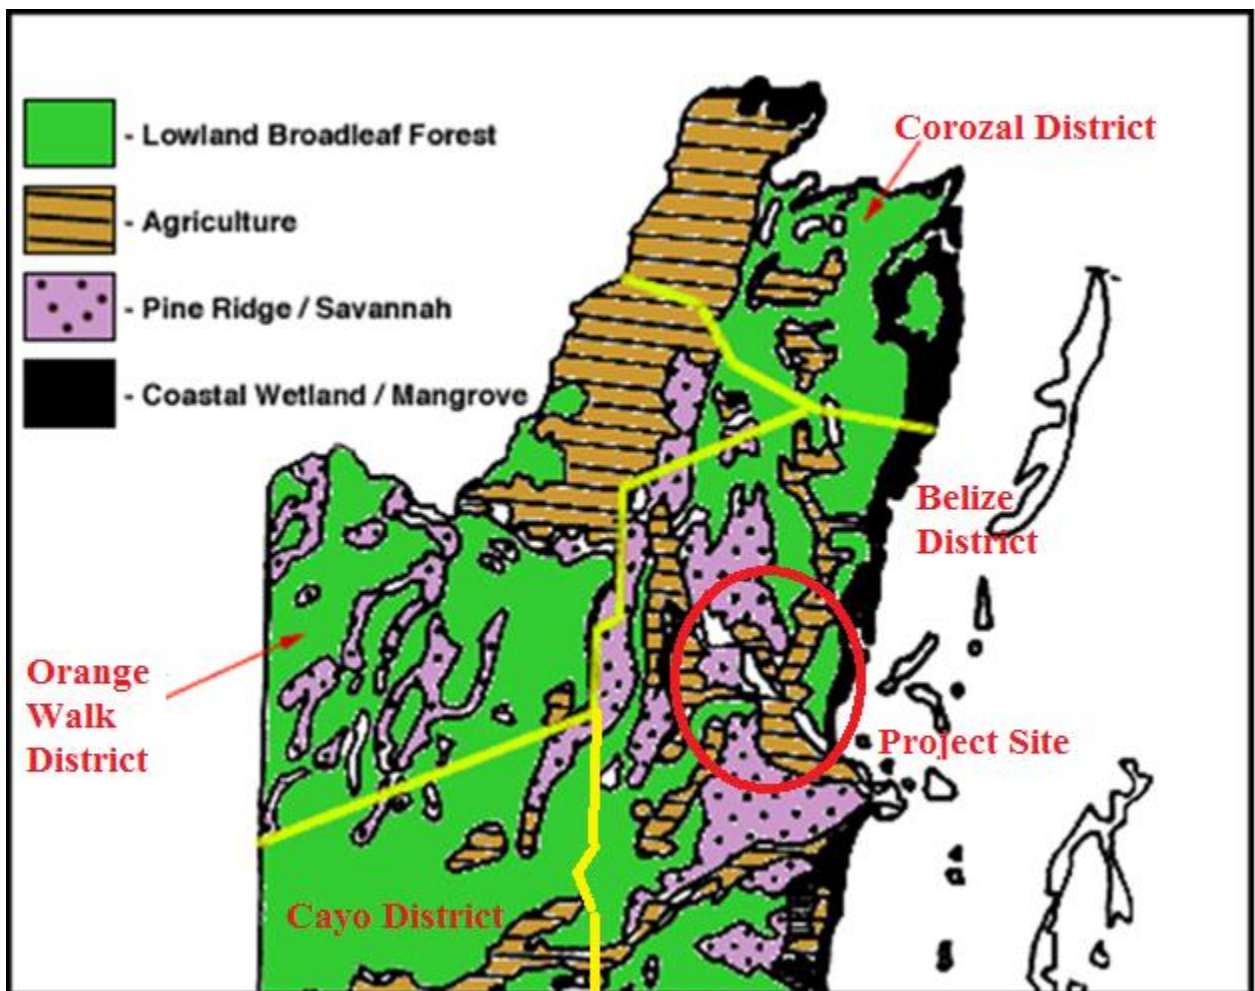 - Lowland Broadleaf Forest
- Agriculture
- Pine Ridge / Savannah
- Coastal Wetland / Mangrove
Corozal District
Belize
District
Orange
Walk
District
Project Site
Cayo District